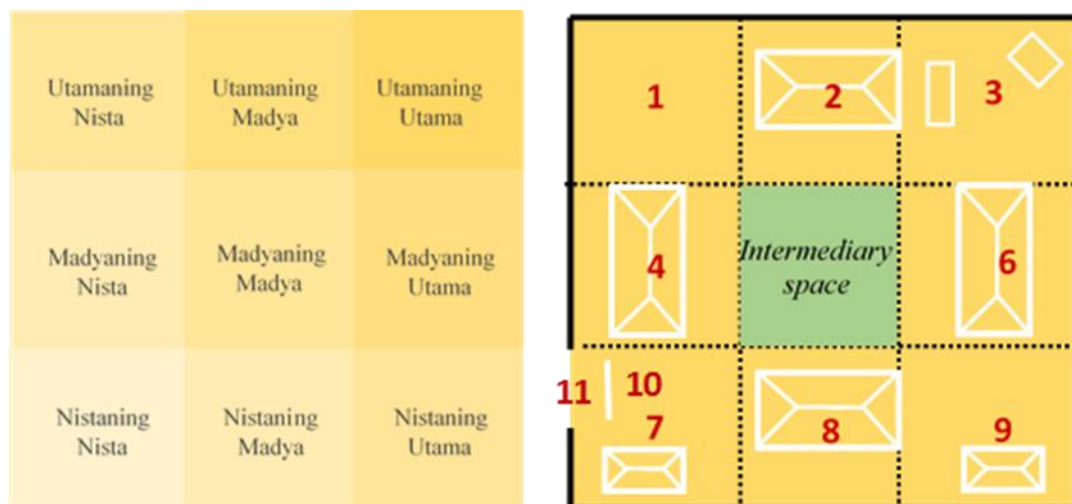 Utamaning
Nista
Utamaning
Madya
Utamaning
Utama
Madyaning
Nista
Madyaning
Madya
Madyaning
Utama
Nistaning
Nista
Nistaning
Madya
Nistaning
Utama
1
2
3
4
Intermediary
space
6
11
10
7
8
9